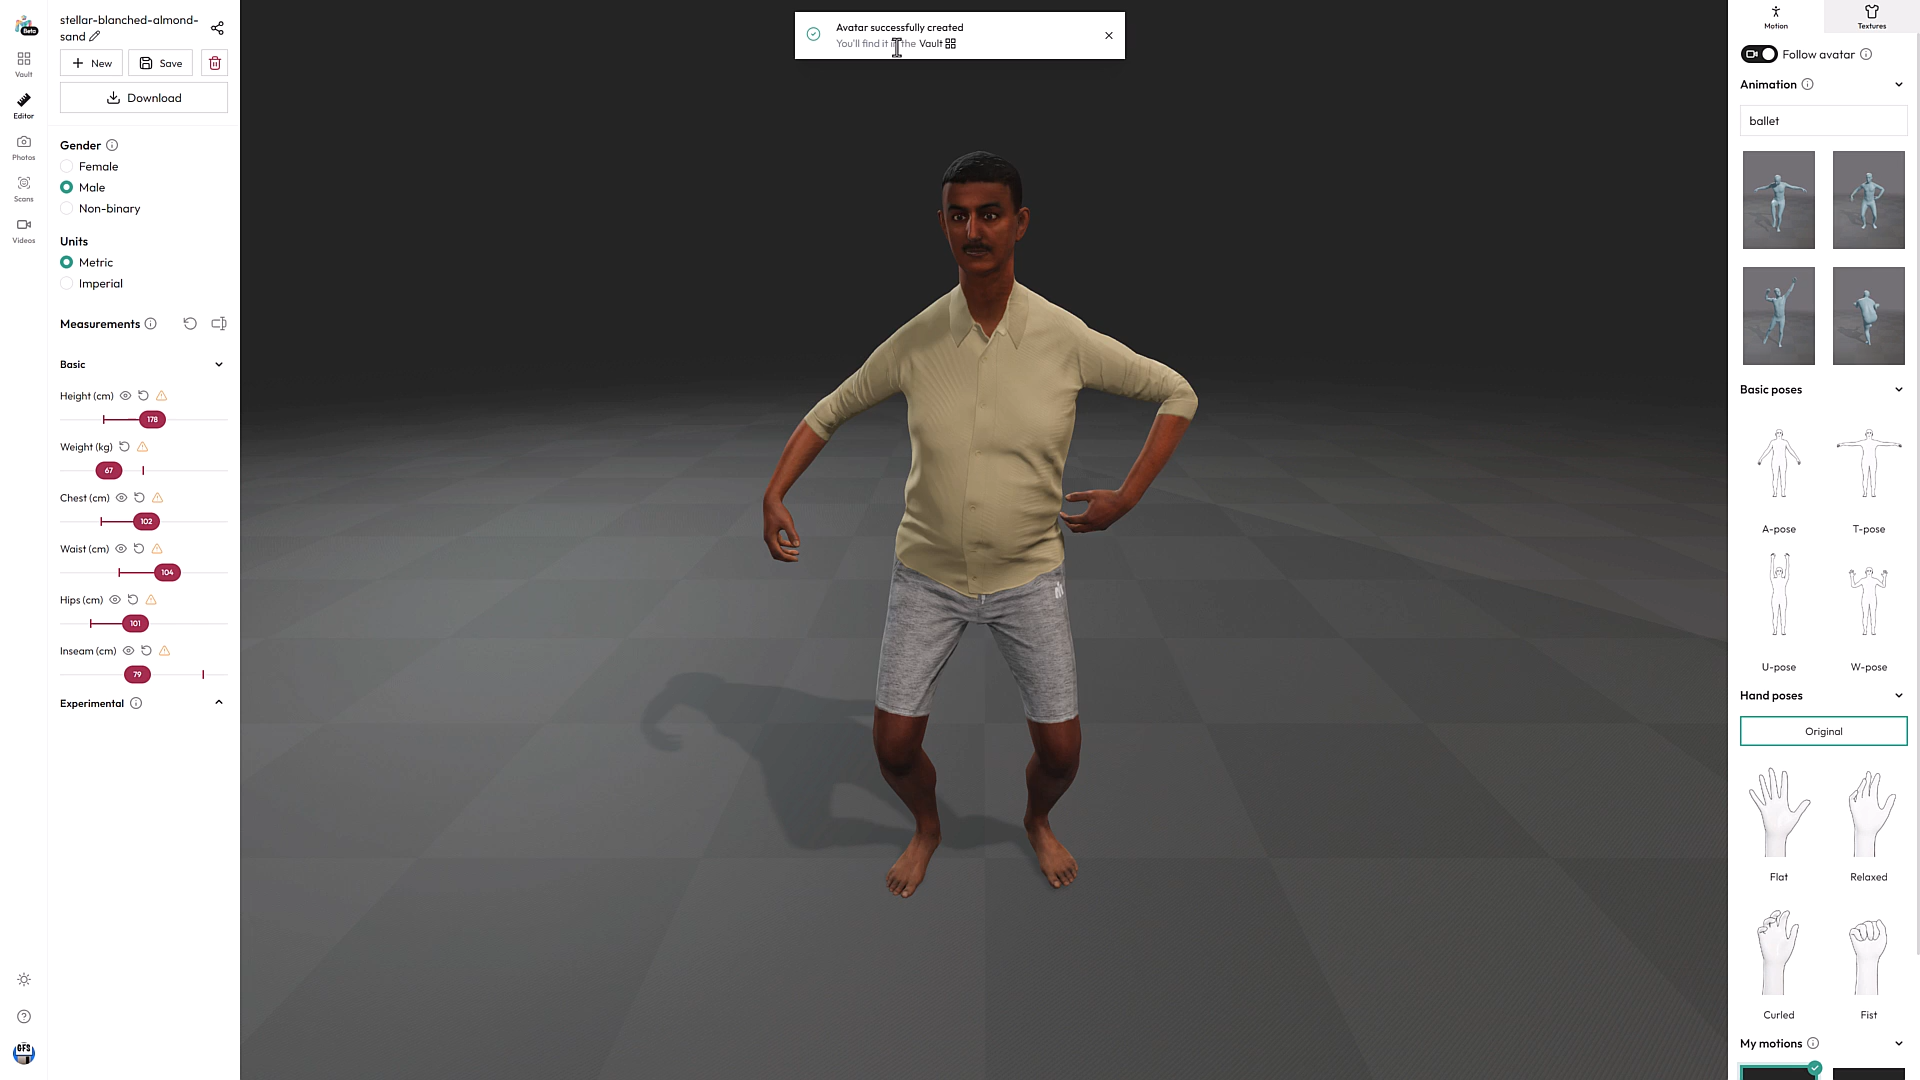 Beta
Vault
Editor
Photos
Scans
Videos
GFS
stellar-blanched-almond-
sand
New
Save
Download
Gender
Female
Male
Non-binary
Units
Metric
Imperial
Measurements
Basic
Height (cm)
178
Weight (kg)
67
Chest (cm)
102
Waist (cm)
104
Hips (cm)
101
Inseam (cm)
79
Experimental
Avatar successfully created
You'll find it in the Vault
Motion
Textures
Follow avatar
Animation
ballet
Basic poses
A-pose
T-pose
U-pose
W-pose
Hand poses
Original
Flat
Relaxed
Curled
Fist
My motions